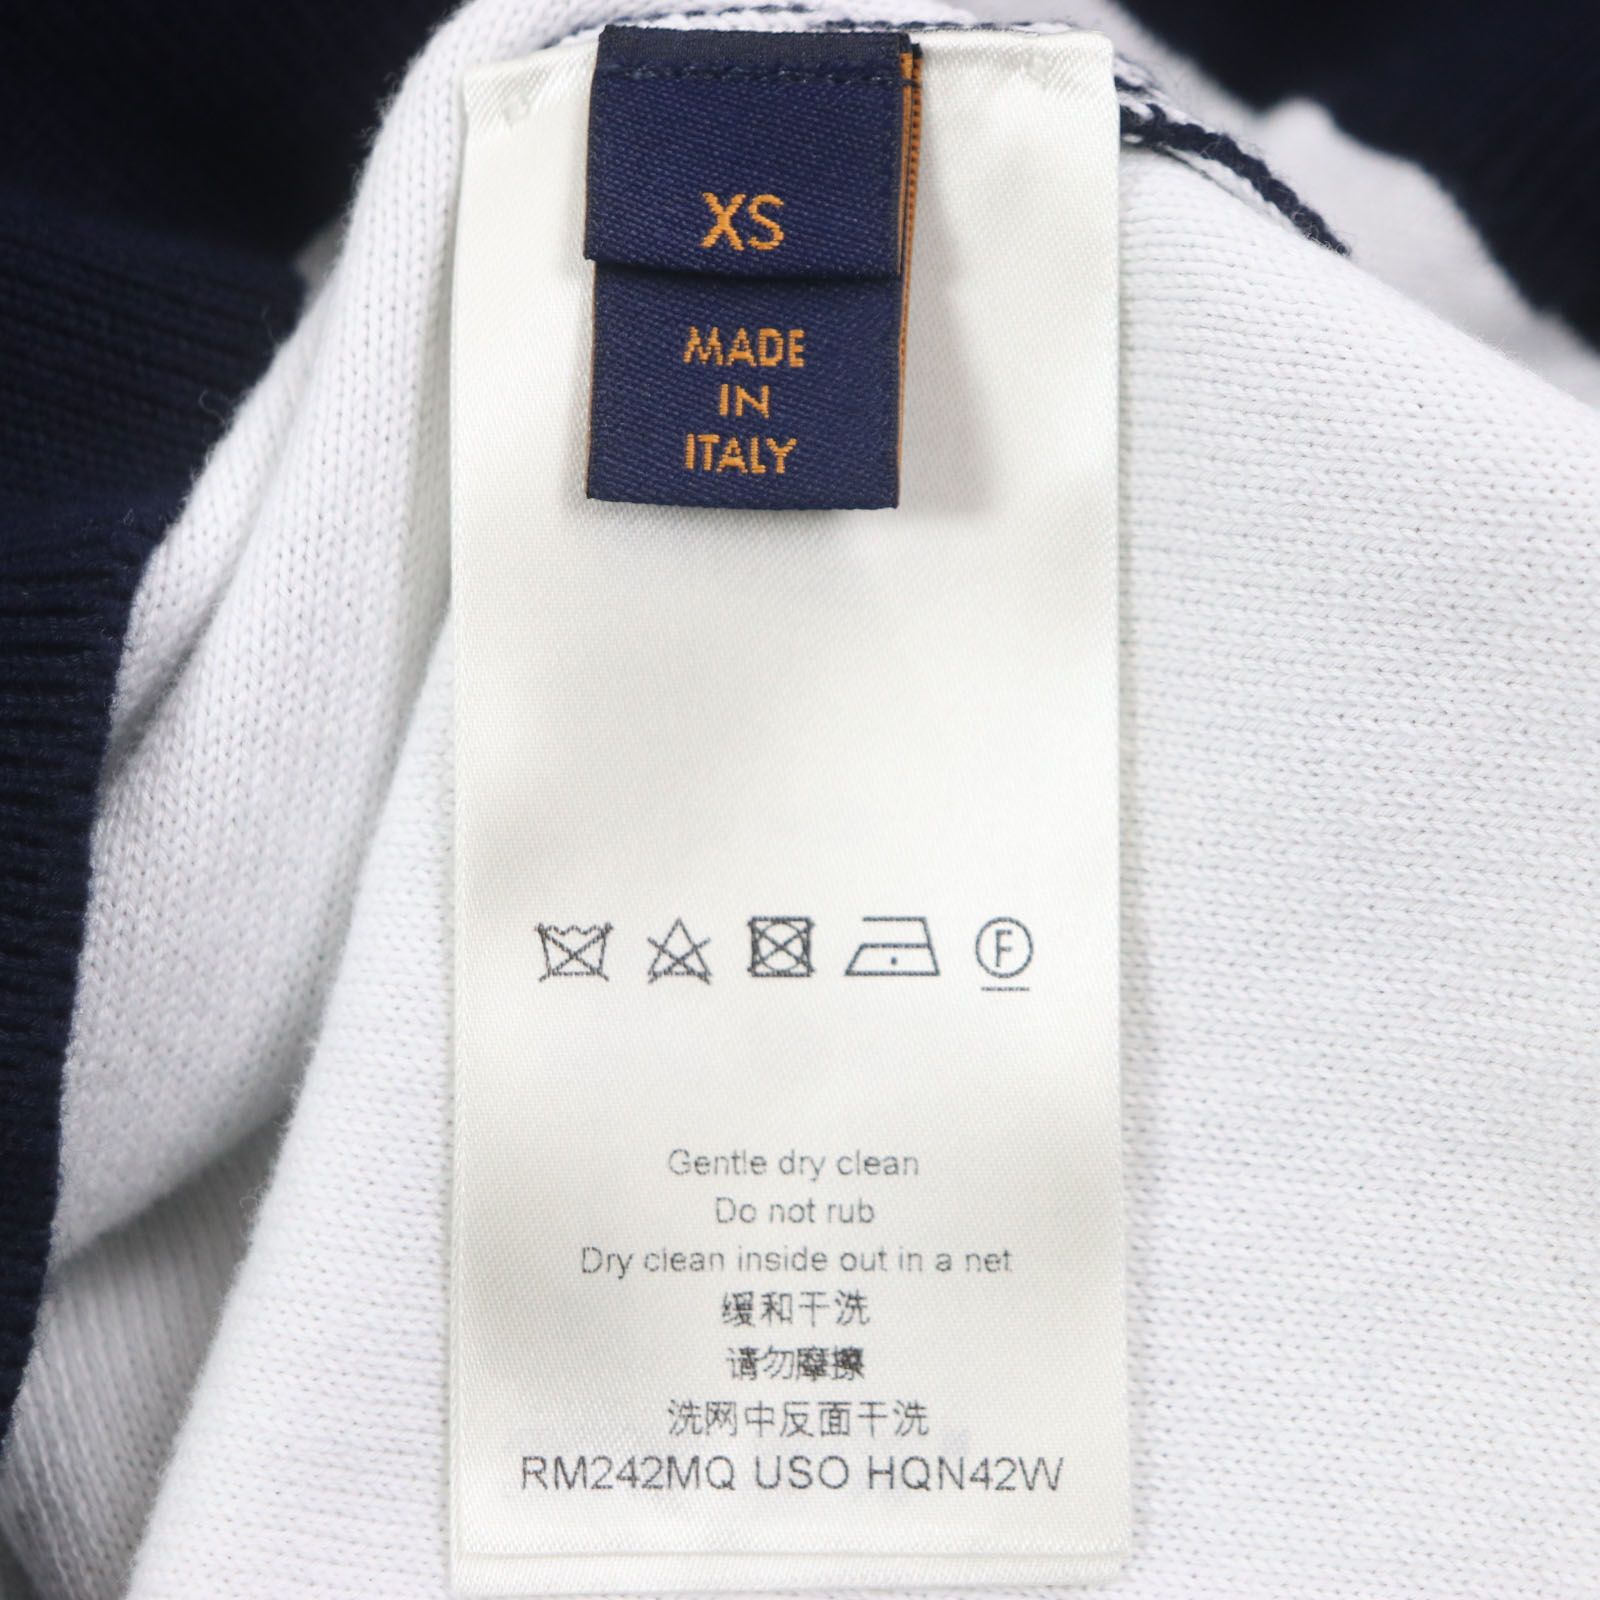 XS
MADE
IN
ITALY
F
Gentle dry clean
Do not rub
Dry clean inside out in a net
缓和干洗
请勿摩擦
洗网中反面干洗
RM242MQ USO HQN42W